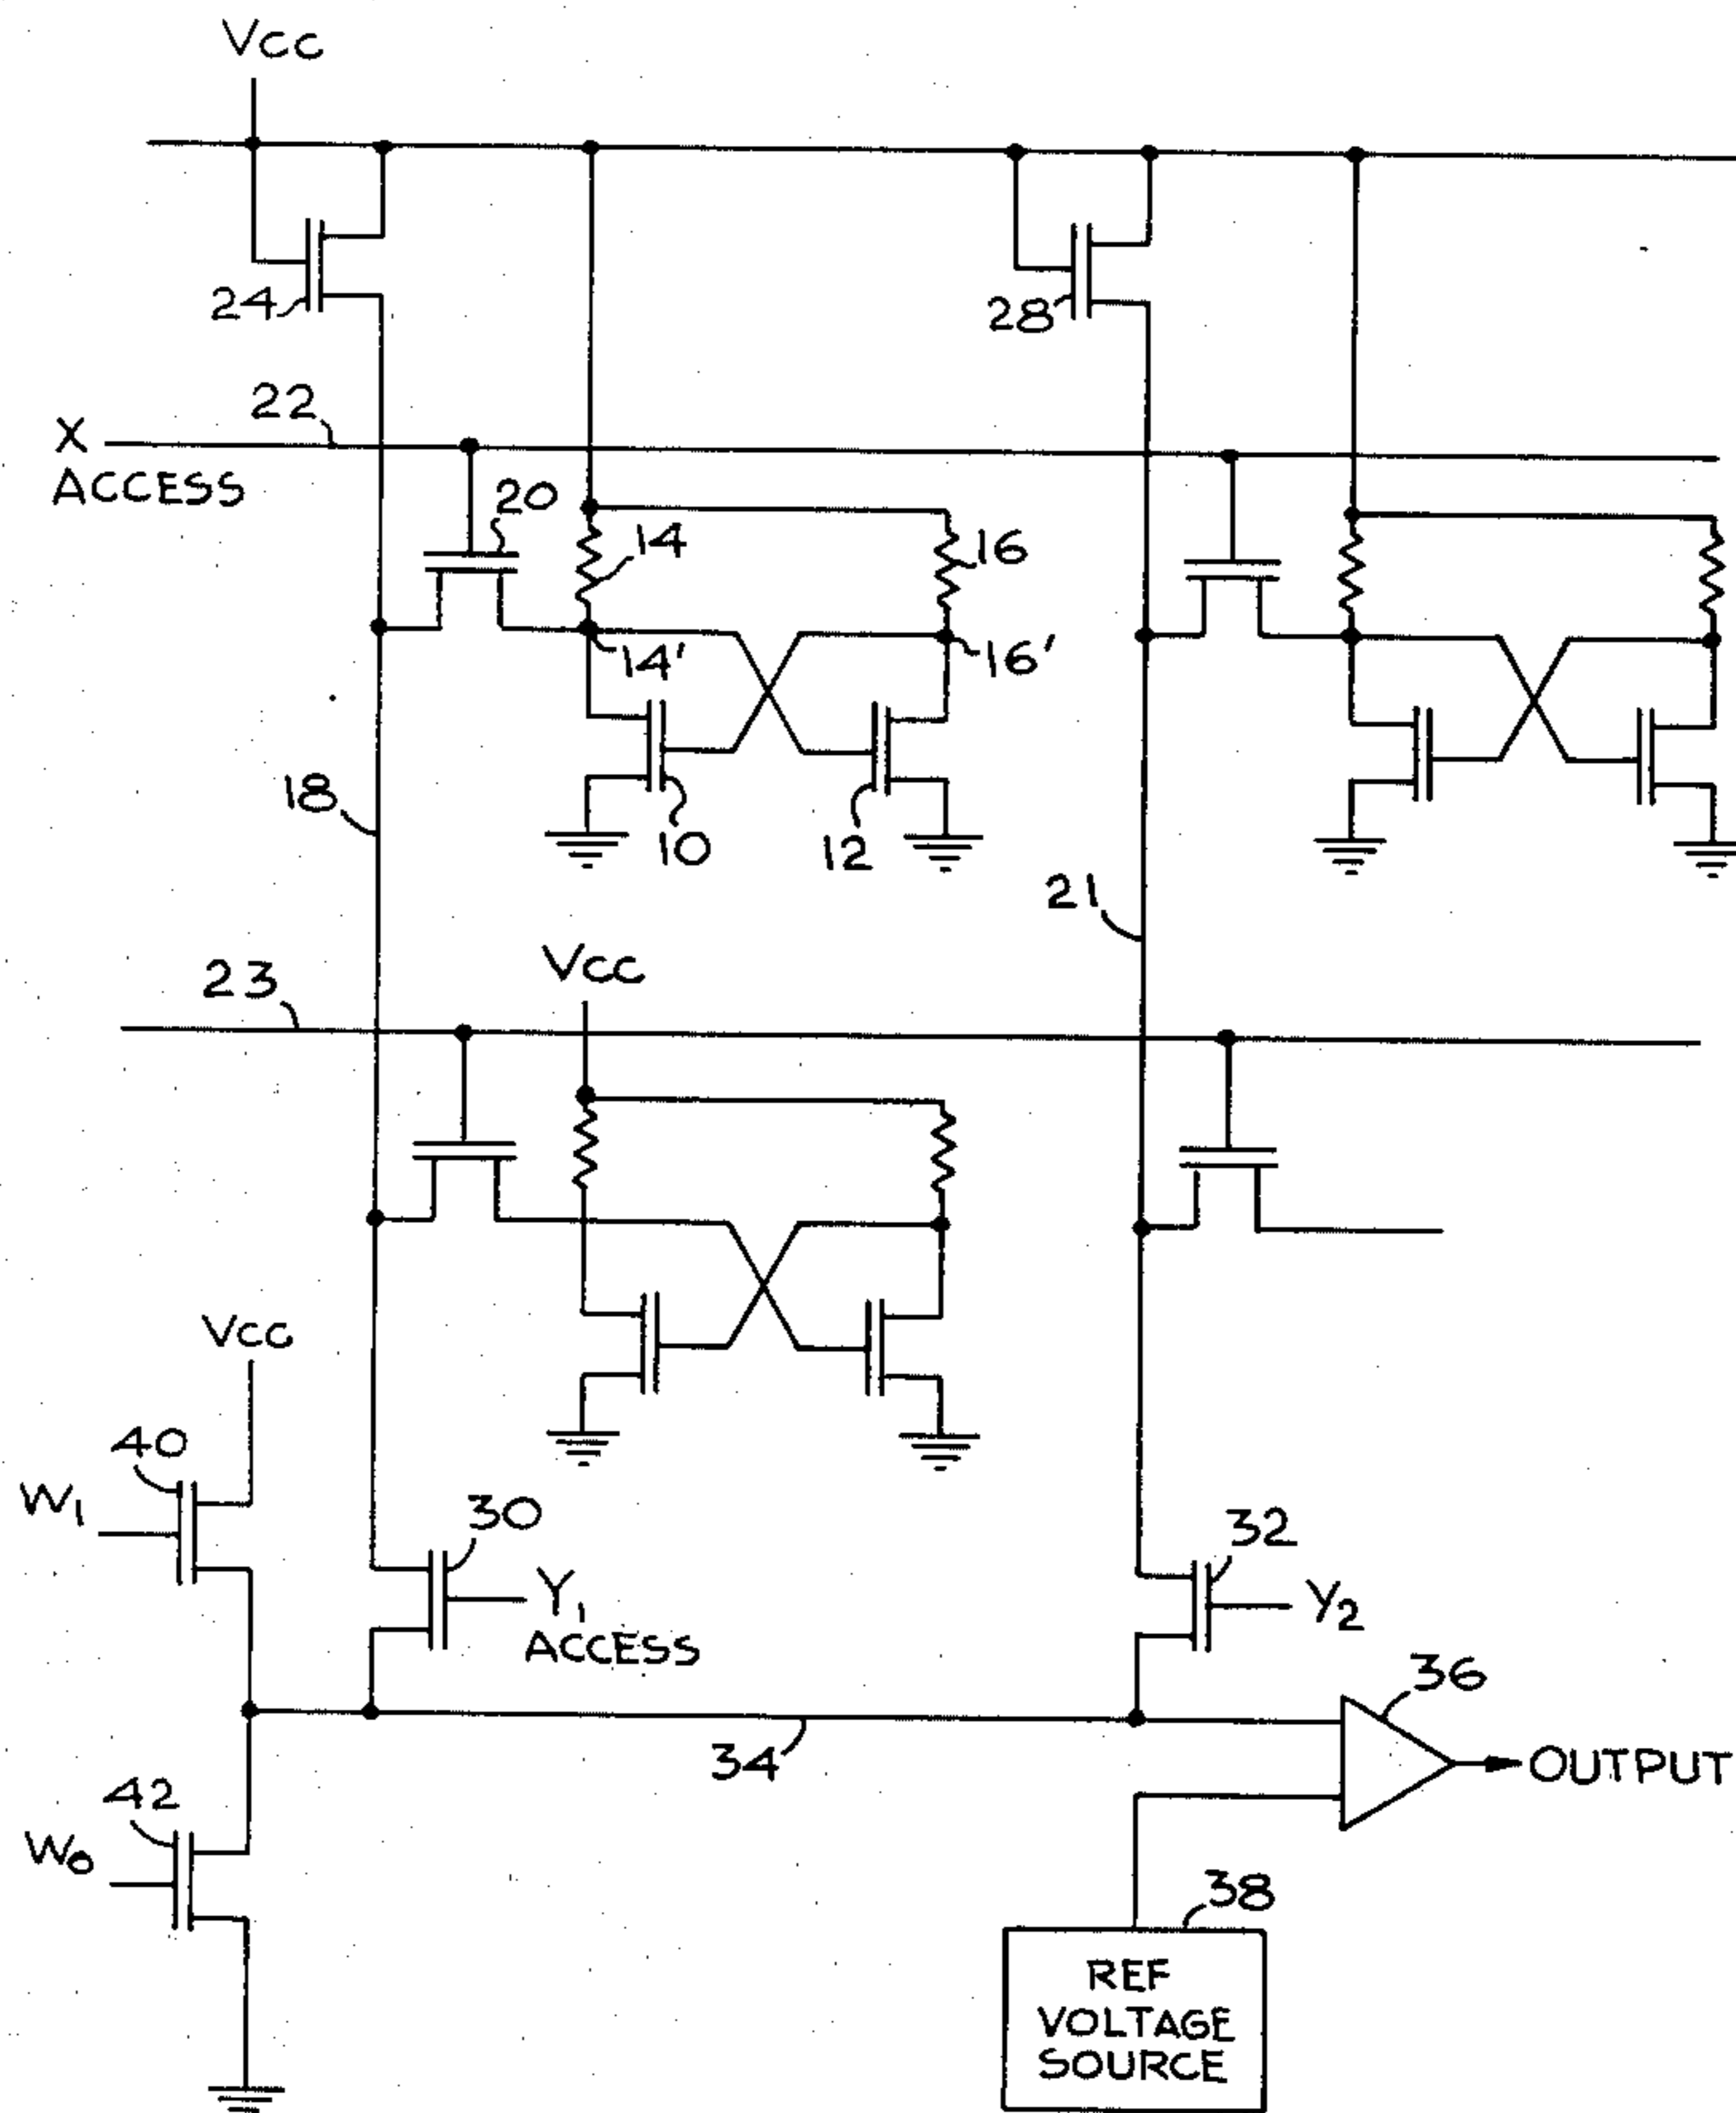 Vcc
24
28
22
X
ACCESS
20
14
16
14'
16'
18
10
12
21
Vcc
23
Vcc
40
W1
30
Y1
ACCESS
32
Y2
36
34
OUTPUT
42
W0
38
REF
VOLTAGE
SOURCE